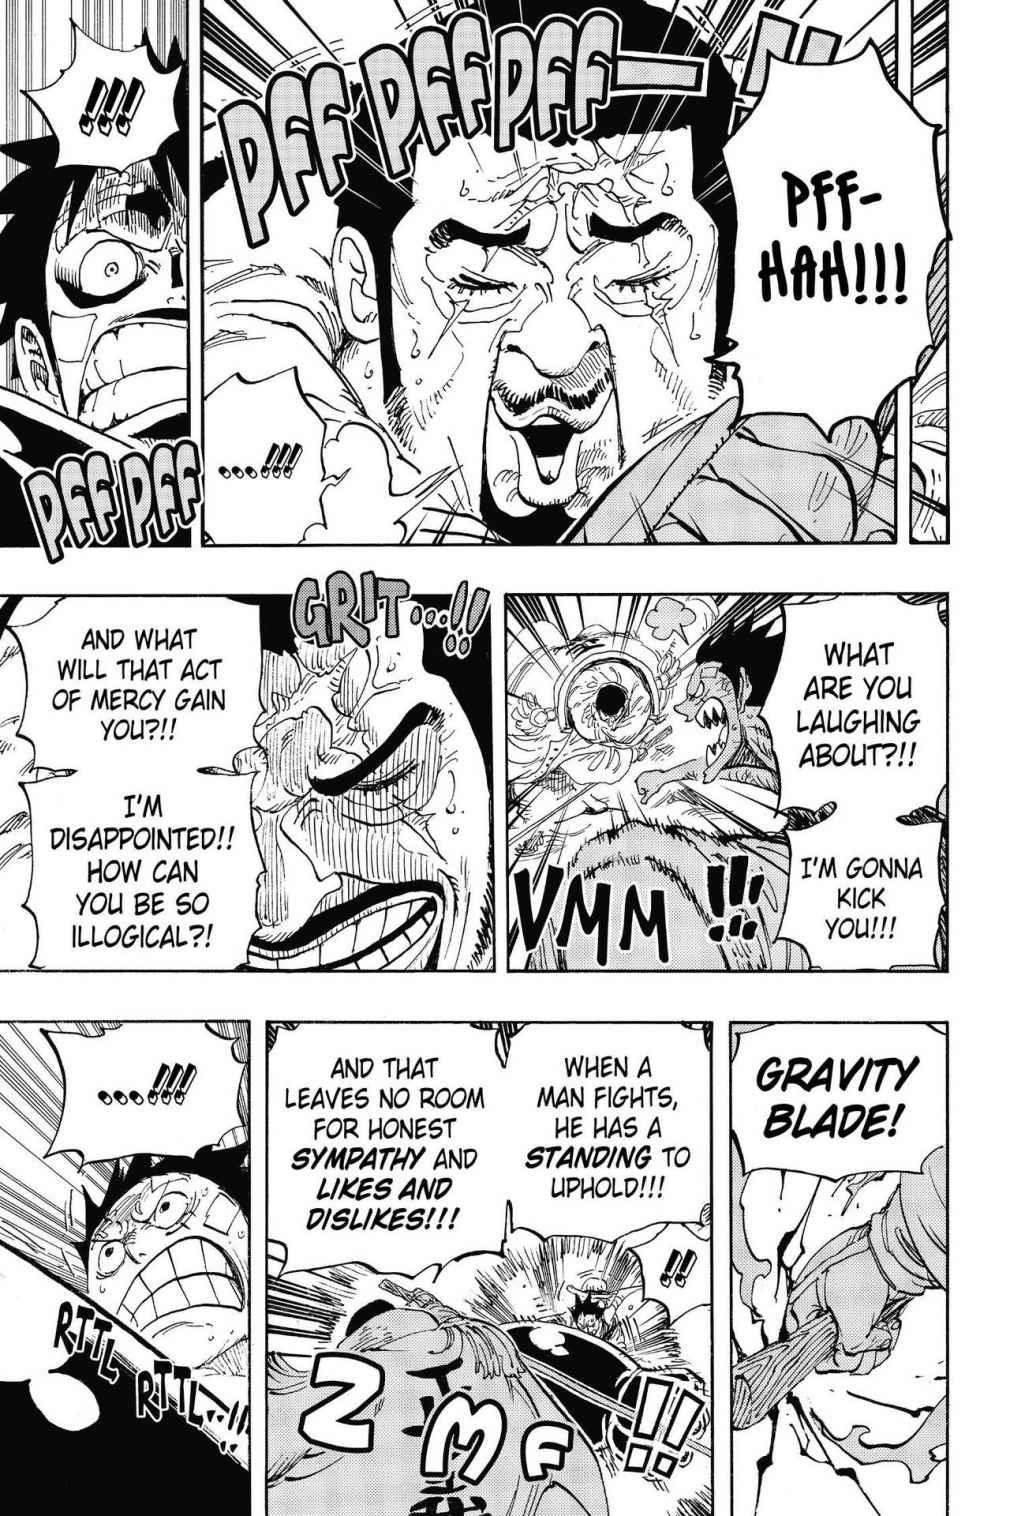 PFF-
HAH!!!
PFF PFF PFF—
...!!!
!!!
PFF PFF
WHAT
ARE YOU
LAUGHING
ABOUT?!!
I'M GONNA
KICK
YOU!!!
VMM !!!
GRIT...!!
AND WHAT
WILL THAT ACT
OF MERCY GAIN
YOU?!!
I'M
DISAPPOINTED!!
HOW CAN
YOU BE SO
ILLOGICAL?!
GRAVITY
BLADE!
WHEN A
MAN FIGHTS,
HE HAS A
STANDING TO
UPHOLD!!!
AND THAT
LEAVES NO ROOM
FOR HONEST
SYMPATHY AND
LIKES AND
DISLIKES!!!
!!
ZMF !!
...!!!
RTTL
RTTL..!!